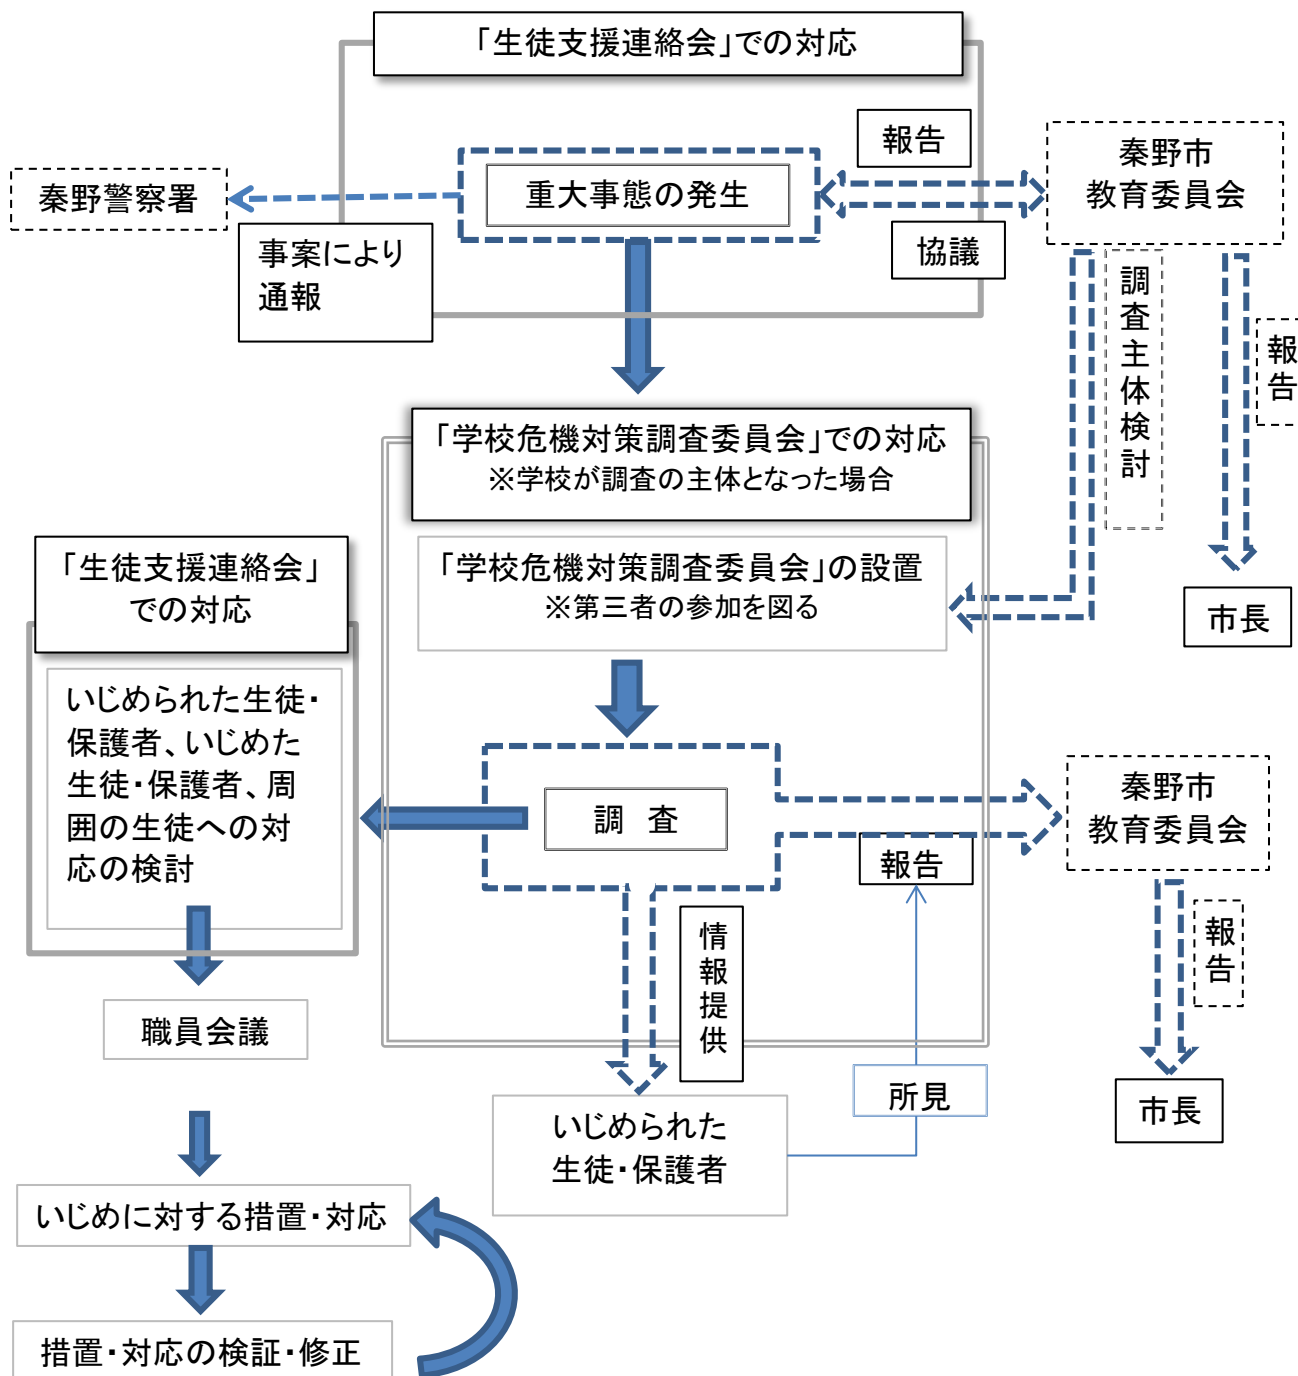 「生徒支援連絡会」での対応
報告
秦野市
教育委員会
重大事態の発生
秦野警察署
協議
事案により
通報
調査主体検討
報告
「学校危機対策調査委員会」での対応
※学校が調査の主体となった場合
「学校危機対策調査委員会」の設置
※第三者の参加を図る
市長
「生徒支援連絡会」
での対応
いじめられた生徒・
保護者、いじめた
生徒・保護者、周
囲の生徒への対
応の検討
調　査
秦野市
教育委員会
報告
情報提供
報告
職員会議
所見
市長
いじめられた
生徒・保護者
いじめに対する措置・対応
措置・対応の検証・修正